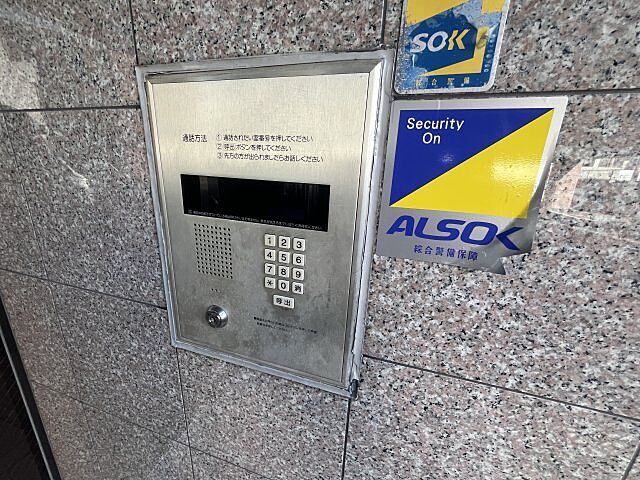 SOK
綜合警備
Security
On
ALSOK
綜合警備保障
通話方法 ①通話されたい室番号を押してください
②呼出ボタンを押してください
③先方の方が出られましたらお話しください
1 2 3
4 5 6
7 8 9
* 0 消
呼出